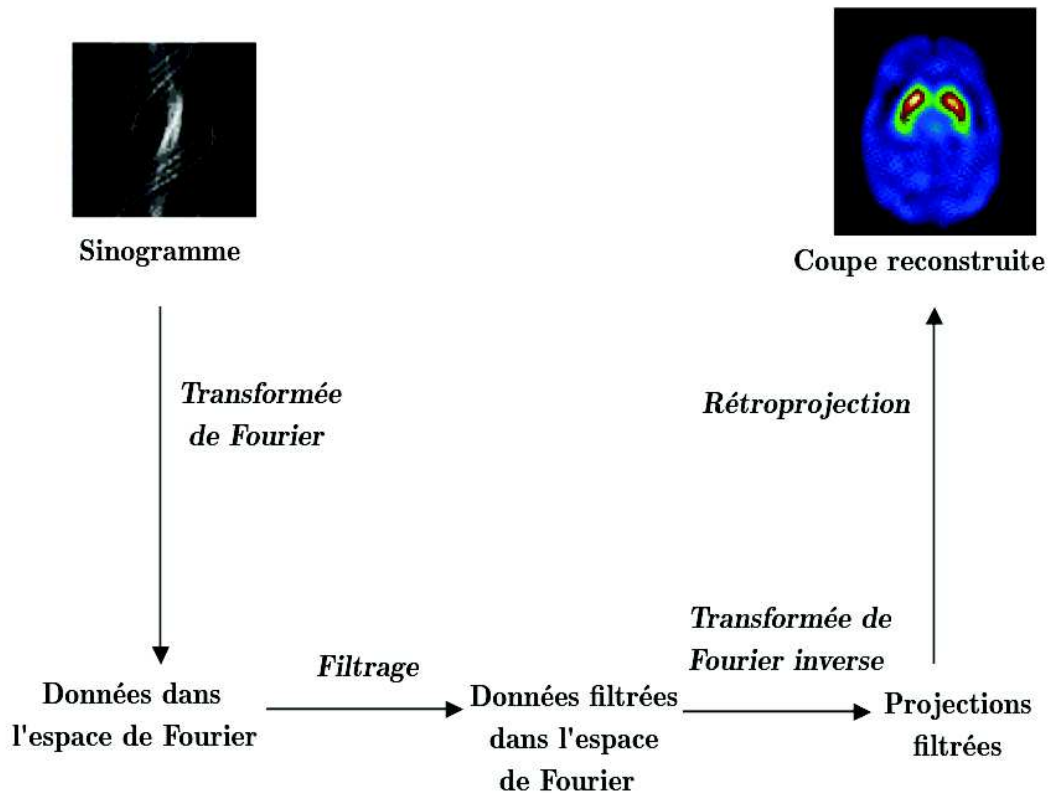 Sinogramme
Coupe reconstruite
Transformée
de Fourier
Rétroprojection
Données dans
l'espace de Fourier
Filtrage
Données filtrées
dans l'espace
de Fourier
Transformée de
Fourier inverse
Projections
filtrées